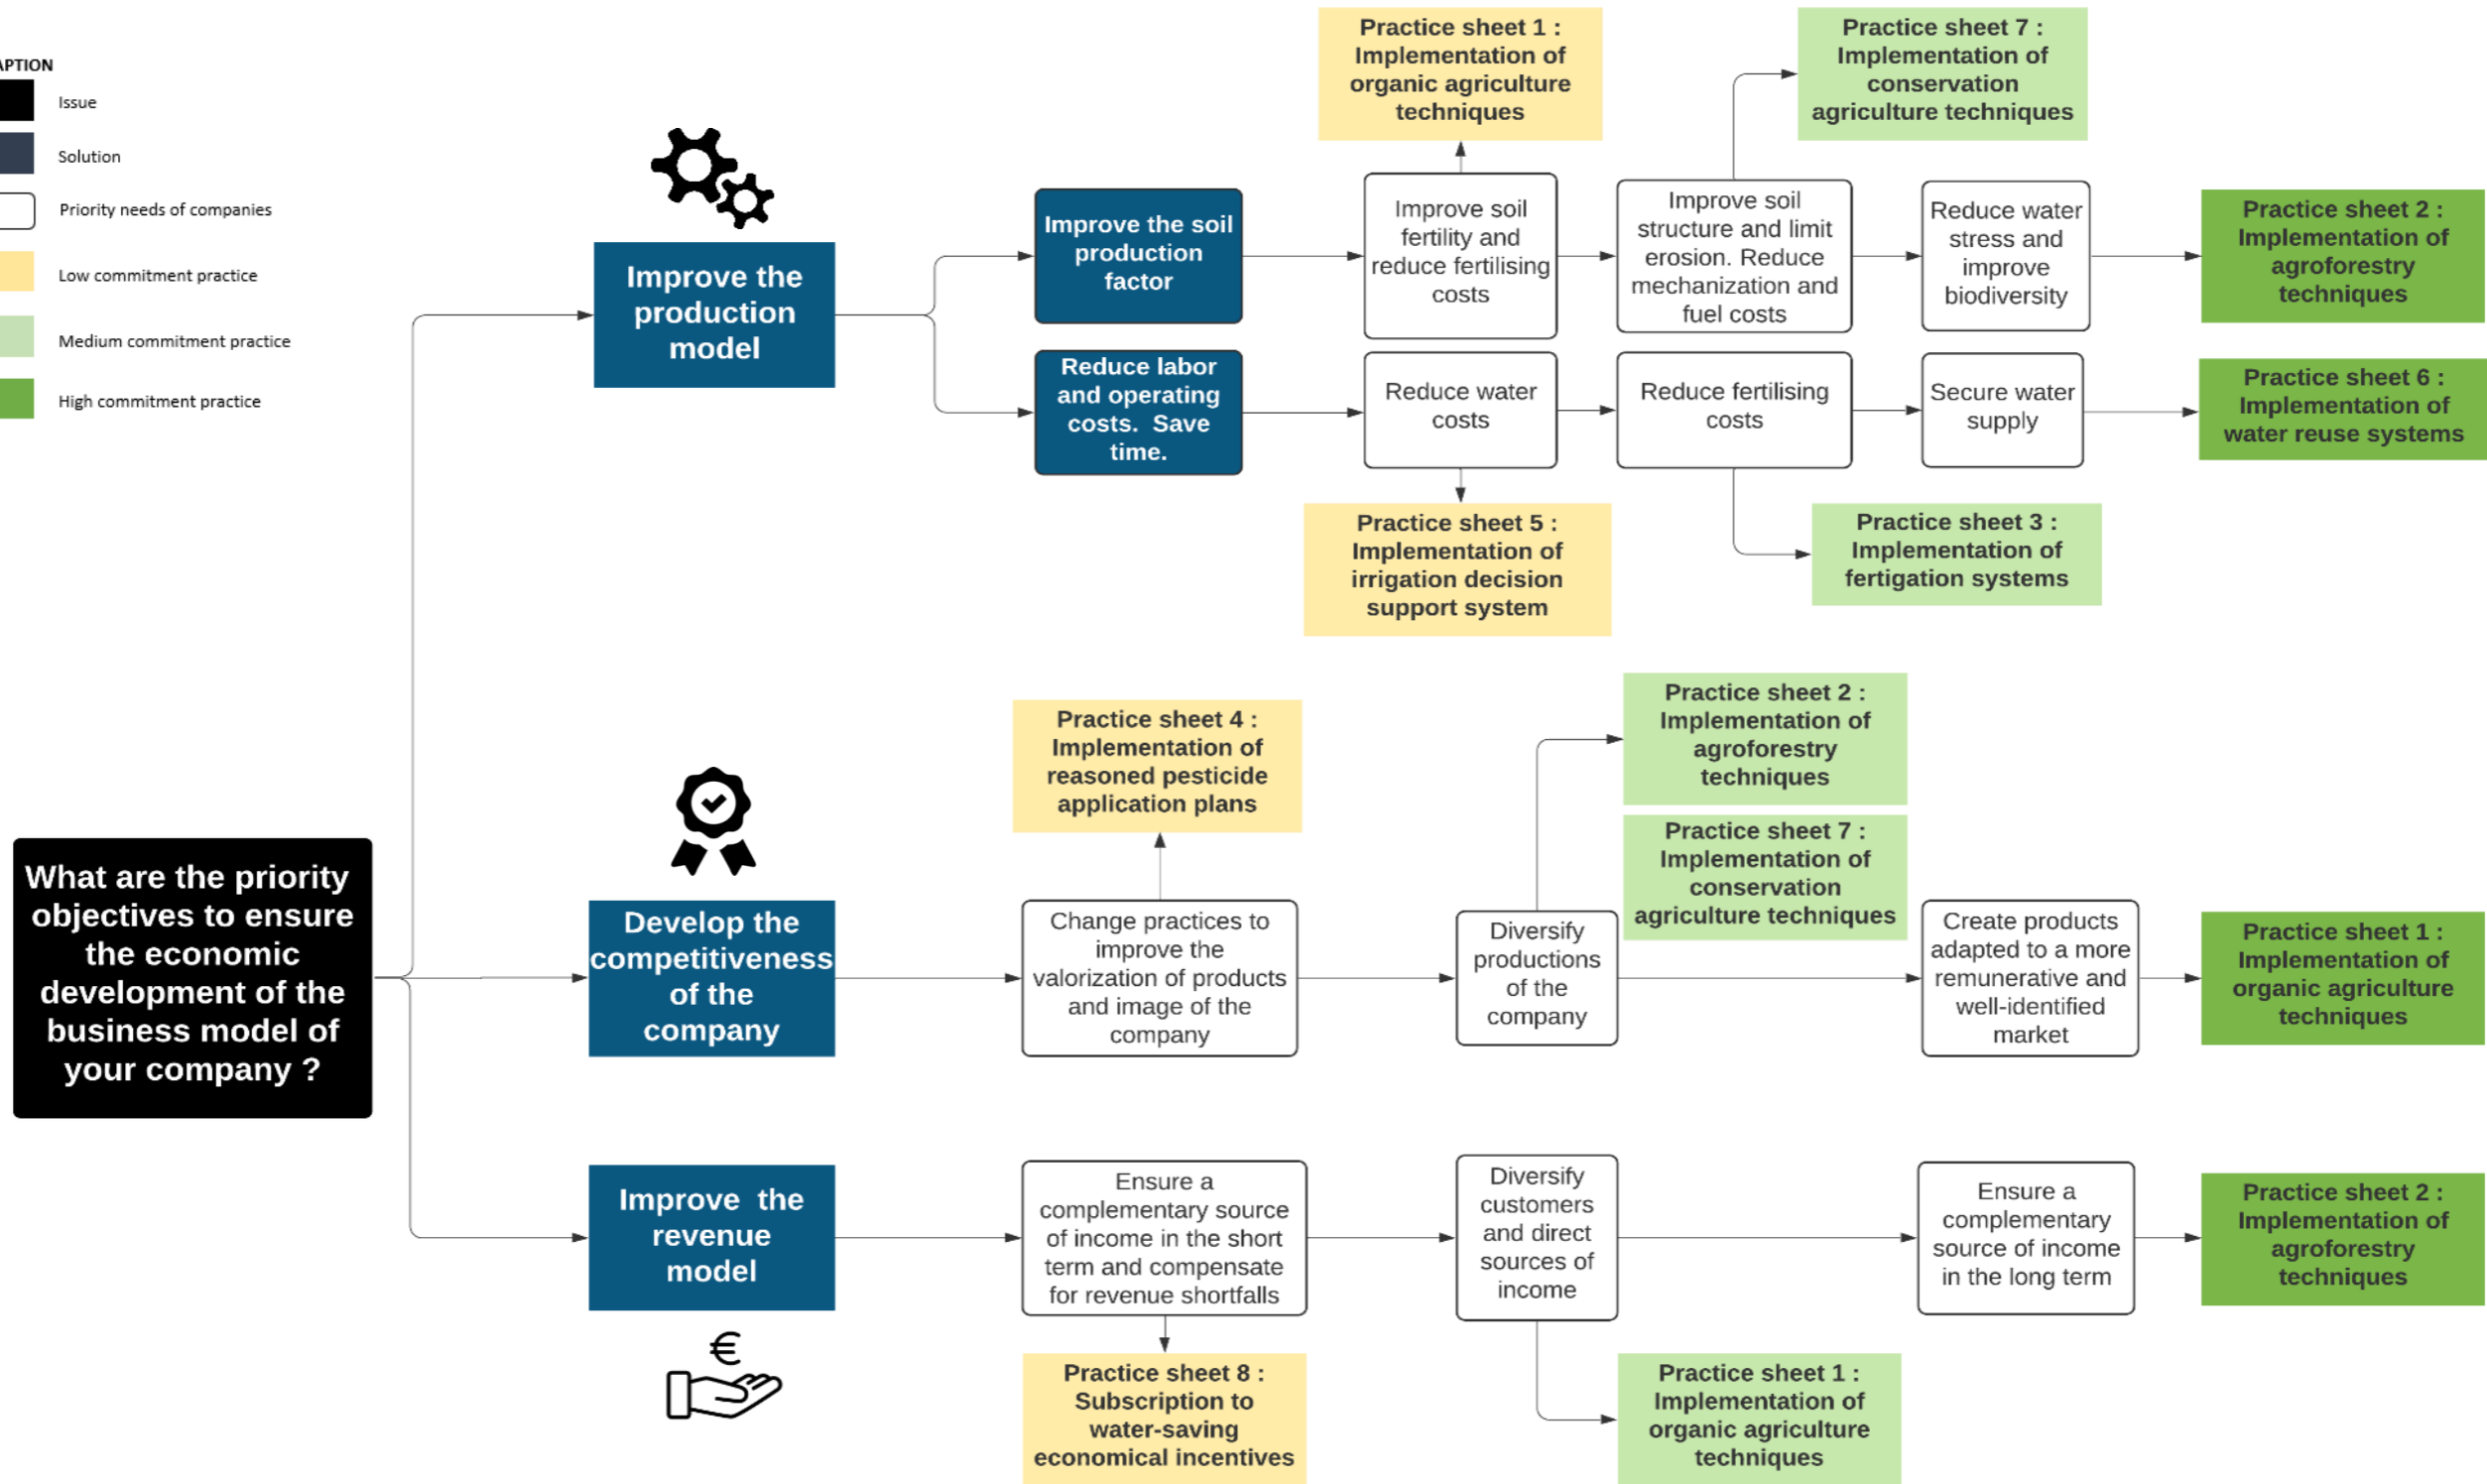 APTION
Issue
Solution
Priority needs of companies
Low commitment practice
Medium commitment practice
High commitment practice
What are the priority
objectives to ensure
the economic
development of the
business model of
your company ?
Improve the
production
model
Improve the soil
production
factor
Improve soil
fertility and
reduce fertilising
costs
Practice sheet 1 :
Implementation of
organic agriculture
techniques
Improve soil
structure and limit
erosion. Reduce
mechanization and
fuel costs
Practice sheet 7 :
Implementation of
conservation
agriculture techniques
Reduce water
stress and
improve
biodiversity
Practice sheet 2 :
Implementation of
agroforestry
techniques
Reduce labor
and operating
costs.  Save
time.
Reduce water
costs
Practice sheet 5 :
Implementation of
irrigation decision
support system
Reduce fertilising
costs
Practice sheet 3 :
Implementation of
fertigation systems
Secure water
supply
Practice sheet 6 :
Implementation of
water reuse systems
Develop the
competitiveness
of the
company
Practice sheet 4 :
Implementation of
reasoned pesticide
application plans
Change practices to
improve the
valorization of products
and image of the
company
Diversify
productions
of the
company
Practice sheet 2 :
Implementation of
agroforestry
techniques
Practice sheet 7 :
Implementation of
conservation
agriculture techniques
Create products
adapted to a more
remunerative and
well-identified
market
Practice sheet 1 :
Implementation of
organic agriculture
techniques
Improve  the
revenue
model
€
Ensure a
complementary source
of income in the short
term and compensate
for revenue shortfalls
Practice sheet 8 :
Subscription to
water-saving
economical incentives
Diversify
customers
and direct
sources of
income
Practice sheet 1 :
Implementation of
organic agriculture
techniques
Ensure a
complementary
source of income
in the long term
Practice sheet 2 :
Implementation of
agroforestry
techniques